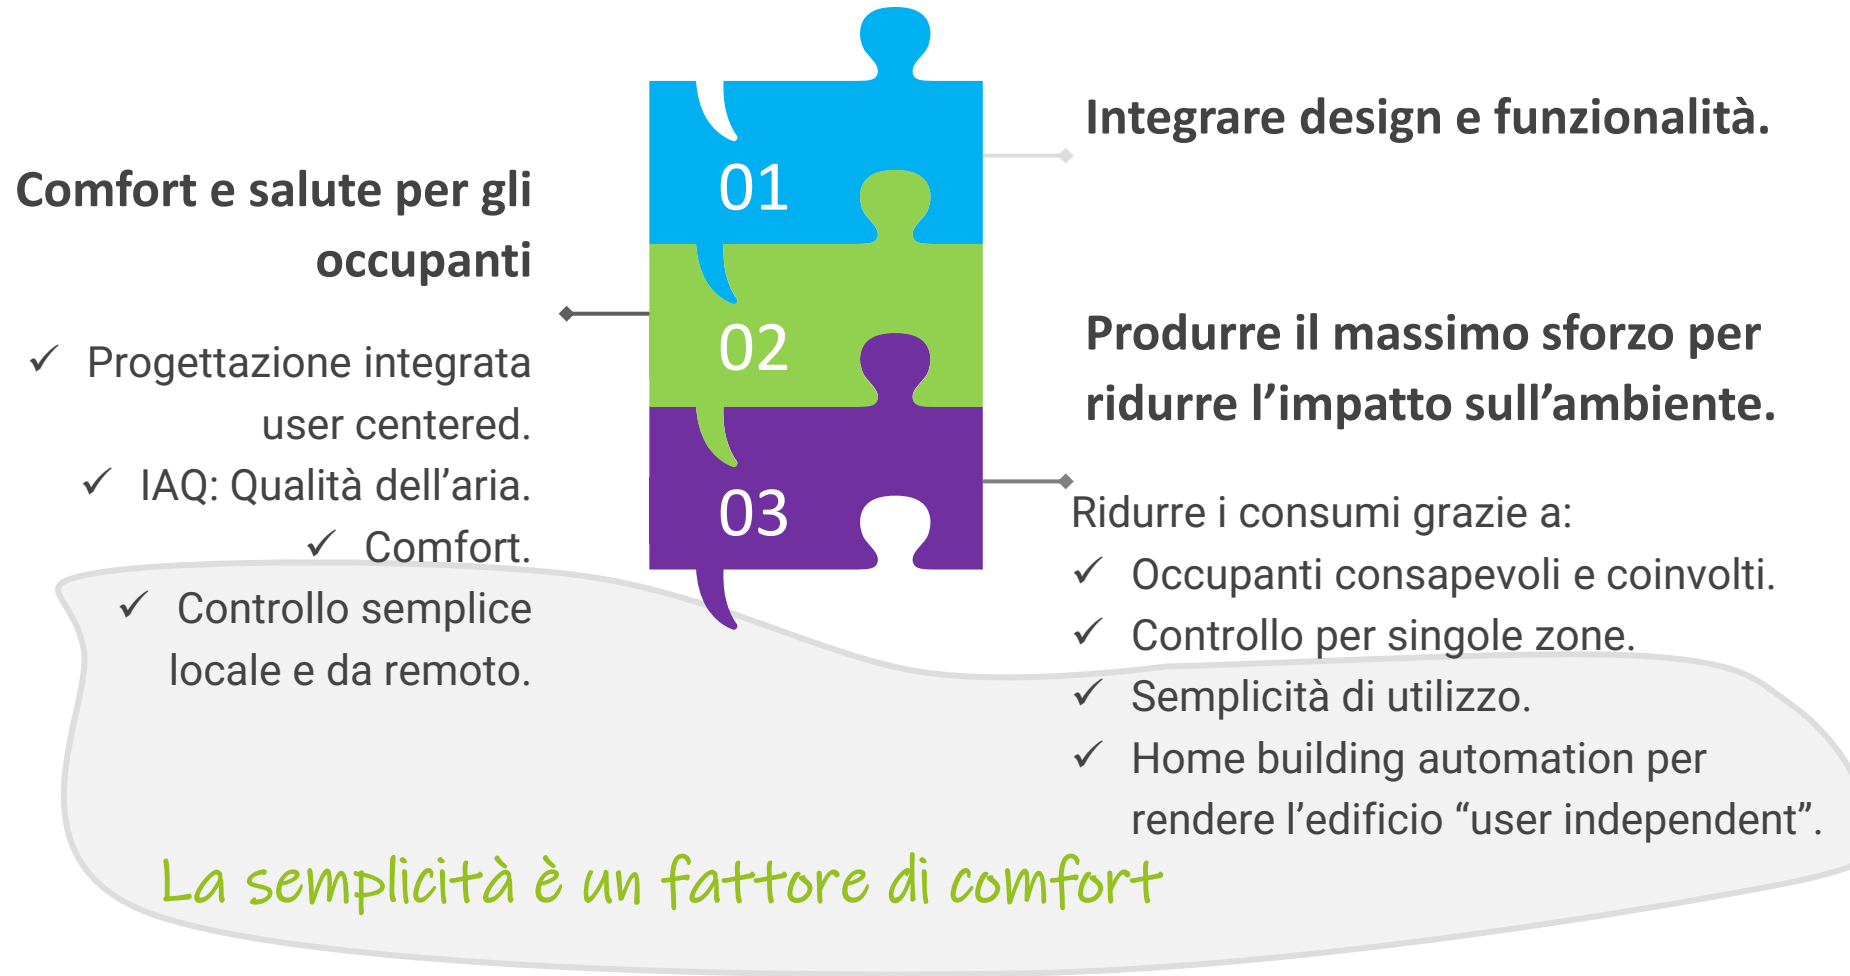 01
Integrare design e funzionalità.
02
Comfort e salute per gli
occupanti
✓ Progettazione integrata
user centered.
✓ IAQ: Qualità dell’aria.
✓ Comfort.
✓ Controllo semplice
locale e da remoto.
03
Produrre il massimo sforzo per
ridurre l’impatto sull’ambiente.
Ridurre i consumi grazie a:
✓ Occupanti consapevoli e coinvolti.
✓ Controllo per singole zone.
✓ Semplicità di utilizzo.
✓ Home building automation per
rendere l’edificio “user independent”.
La semplicità è un fattore di comfort